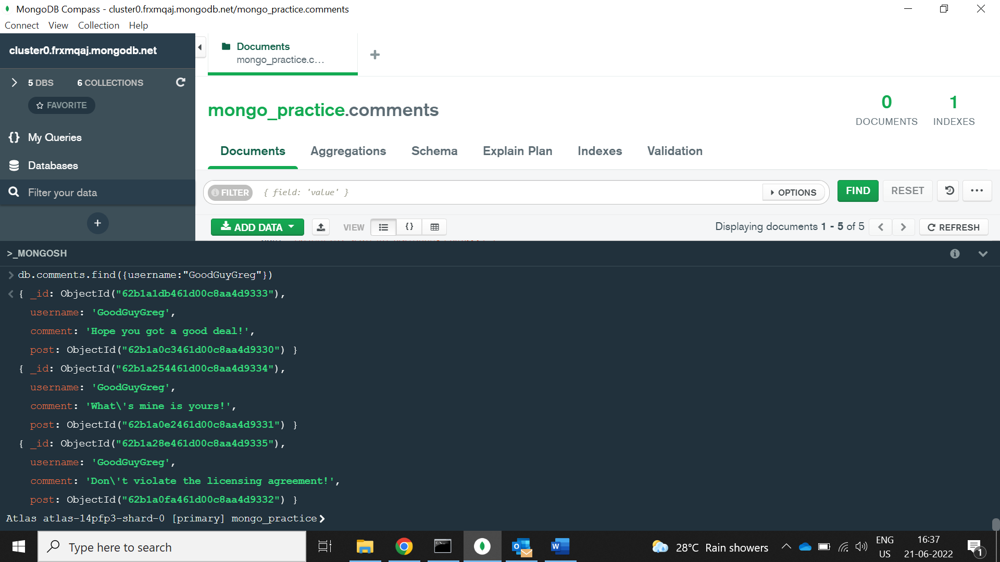 MongoDB Compass - cluster0.frxmqaj.mongodb.net/mongo_practice.comments
Connect View Collection Help
cluster0.frxmqaj.mongodb.net
Documents
mongo_practice.c...
5 DBS 6 COLLECTIONS
FAVORITE
mongo_practice.comments
0
DOCUMENTS
1
INDEXES
My Queries
Databases
Filter your data
Documents Aggregations Schema Explain Plan Indexes Validation
FILTER { field: 'value' } OPTIONS FIND RESET
ADD DATA VIEW Displaying documents 1 - 5 of 5 REFRESH
>_MONGOSH
db.comments.find({username:"GoodGuyGreg"})
{ _id: ObjectId("62b1a1db461d00c8aa4d9333"),
username: 'GoodGuyGreg',
comment: 'Hope you got a good deal!',
post: ObjectId("62b1a0c3461d00c8aa4d9330") }
{ _id: ObjectId("62b1a254461d00c8aa4d9334"),
username: 'GoodGuyGreg',
comment: 'What\'s mine is yours!',
post: ObjectId("62b1a0e2461d00c8aa4d9331") }
{ _id: ObjectId("62b1a28e461d00c8aa4d9335"),
username: 'GoodGuyGreg',
comment: 'Don\'t violate the licensing agreement!',
post: ObjectId("62b1a0fa461d00c8aa4d9332") }
Atlas atlas-14pfp3-shard-0 [primary] mongo_practice
Type here to search
28°C Rain showers
ENG
US
16:37
21-06-2022
1